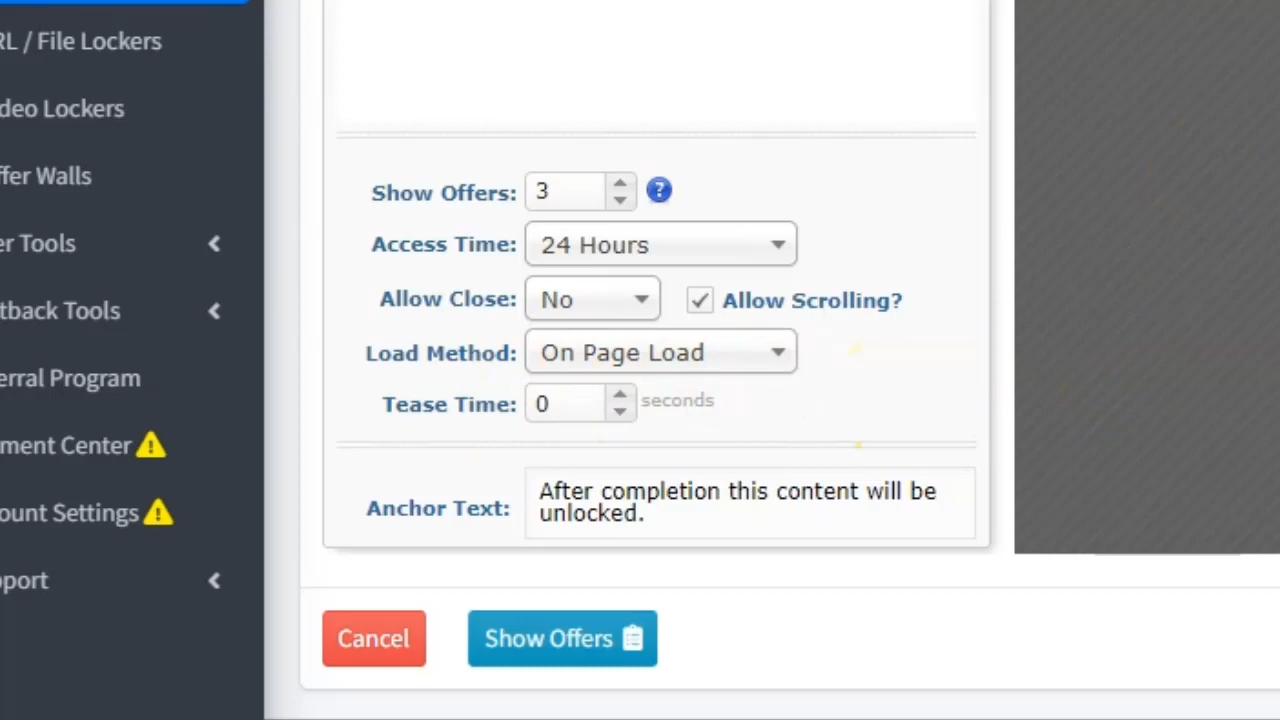 RL / File Lockers
deo Lockers
ffer Walls
er Tools
tback Tools
erral Program
ment Center
ount Settings
pport
Show Offers: 3
Access Time: 24 Hours
Allow Close: No Allow Scrolling?
Load Method: On Page Load
Tease Time: 0 seconds
Anchor Text: After completion this content will be
unlocked.
Cancel Show Offers